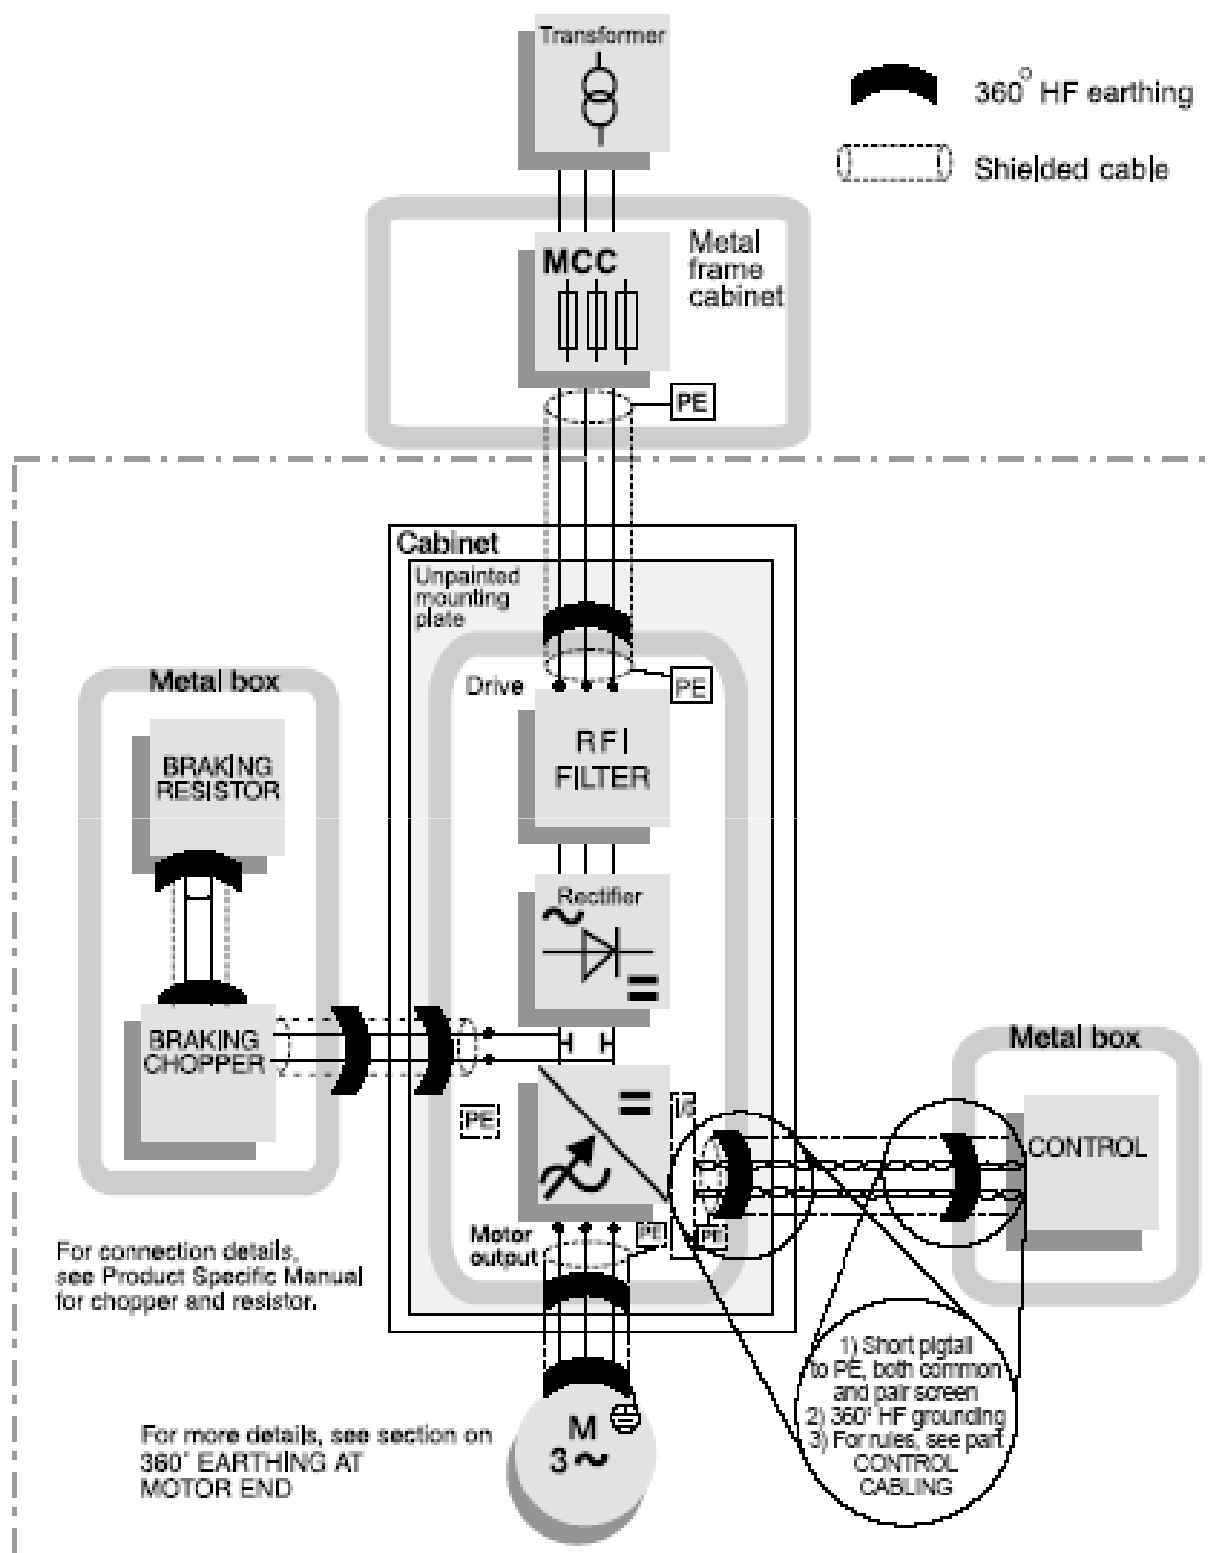 Transformer
360° HF earthing
Shielded cable
MCC
Metal
frame
cabinet
PE
Cabinet
Unpainted
mounting
plate
Drive
PE
RFI
FILTER
Metal box
BRAKING
RESISTOR
Rectifier
BRAKING
CHOPPER
PE
Metal box
CONTROL
Motor
output
PE
PE
For connection details,
see Product Specific Manual
for chopper and resistor.
1) Short pigtail
to PE, both common
and pair screen
2) 360° HF grounding
3) For rules, see part
CONTROL
CABLING
M
3~
For more details, see section on
360° EARTHING AT
MOTOR END